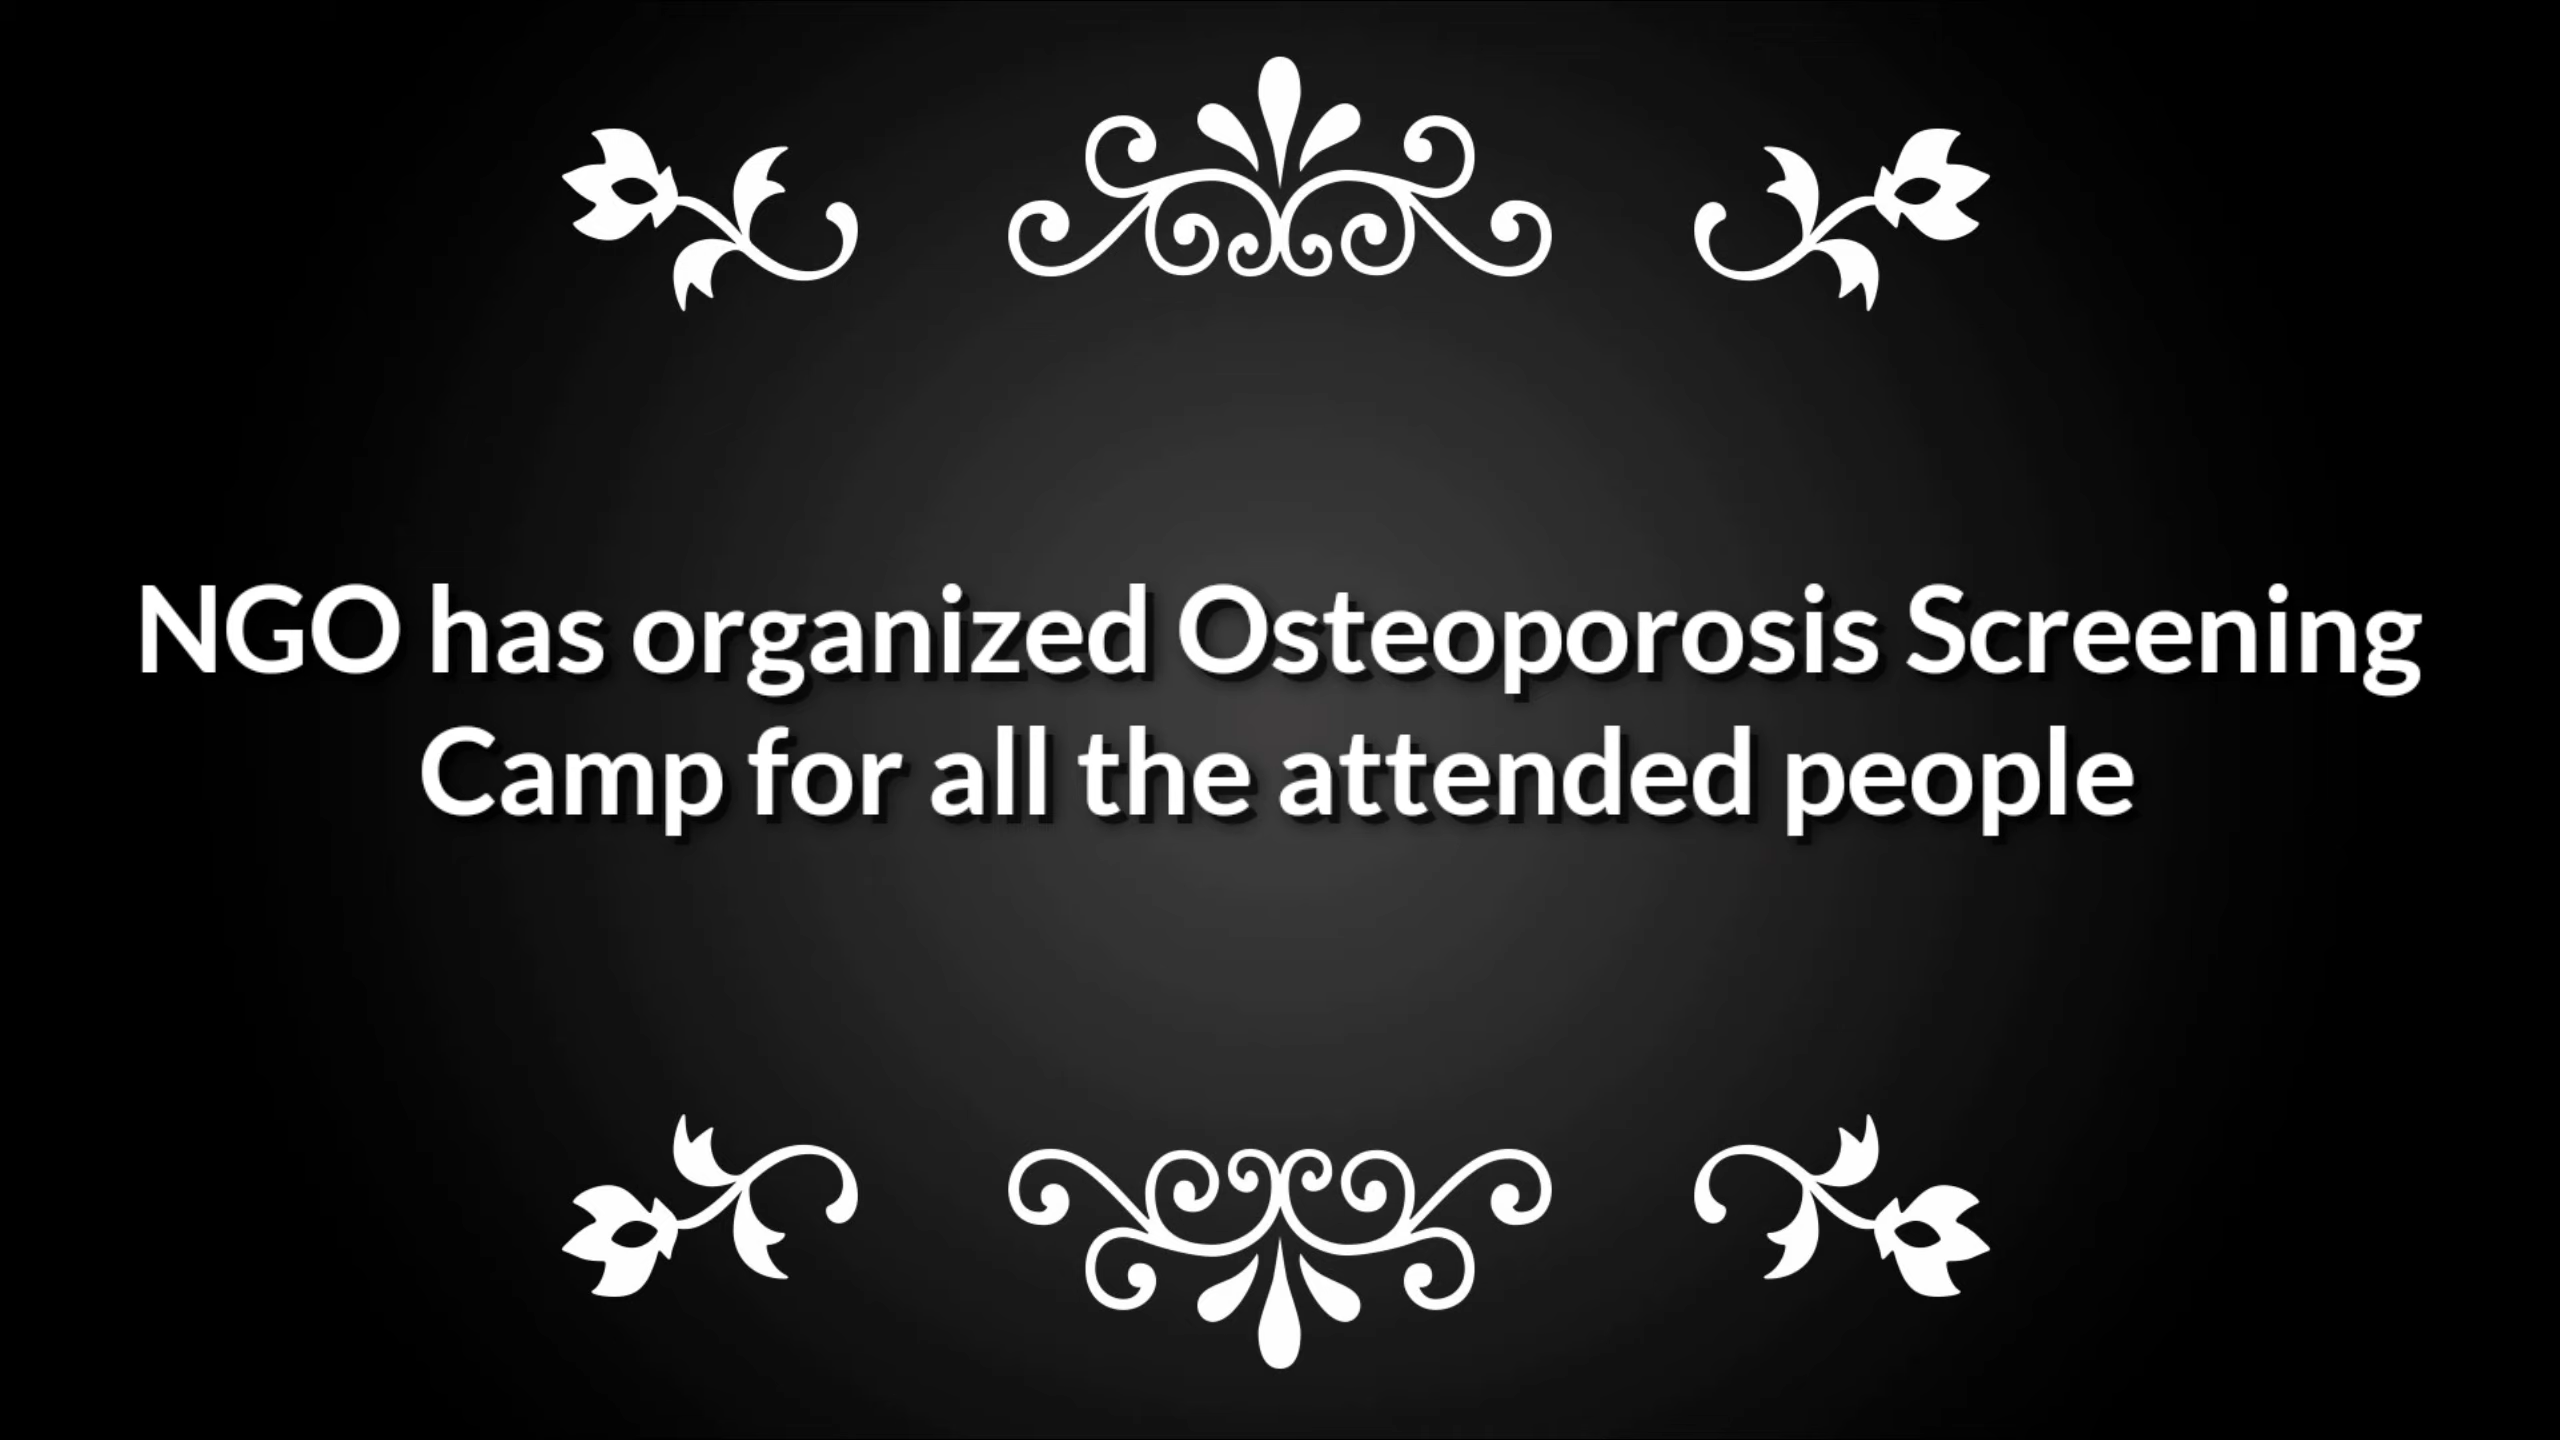 NGO has organized Osteoporosis Screening
Camp for all the attended people